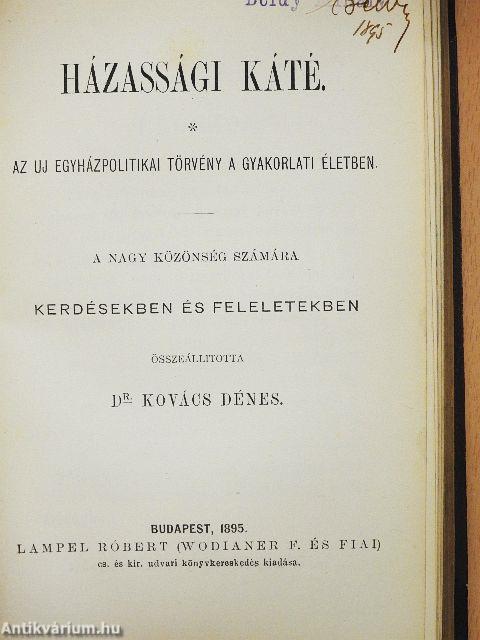 1895
HÁZASSÁGI KÁTÉ.
*
AZ UJ EGYHÁZPOLITIKAI TÖRVÉNY A GYAKORLATI ÉLETBEN.
A NAGY KÖZÖNSÉG SZÁMÁRA
KERDÉSEKBEN ÉS FELELETEKBEN
ÖSSZEÁLLITOTTA
DR. KOVÁCS DÉNES.
BUDAPEST, 1895.
LAMPEL RÓBERT (WODIANER F. ÉS FIAI)
cs. és kir. udvari könyvkereskedés kiadása.
Antikvárium.hu